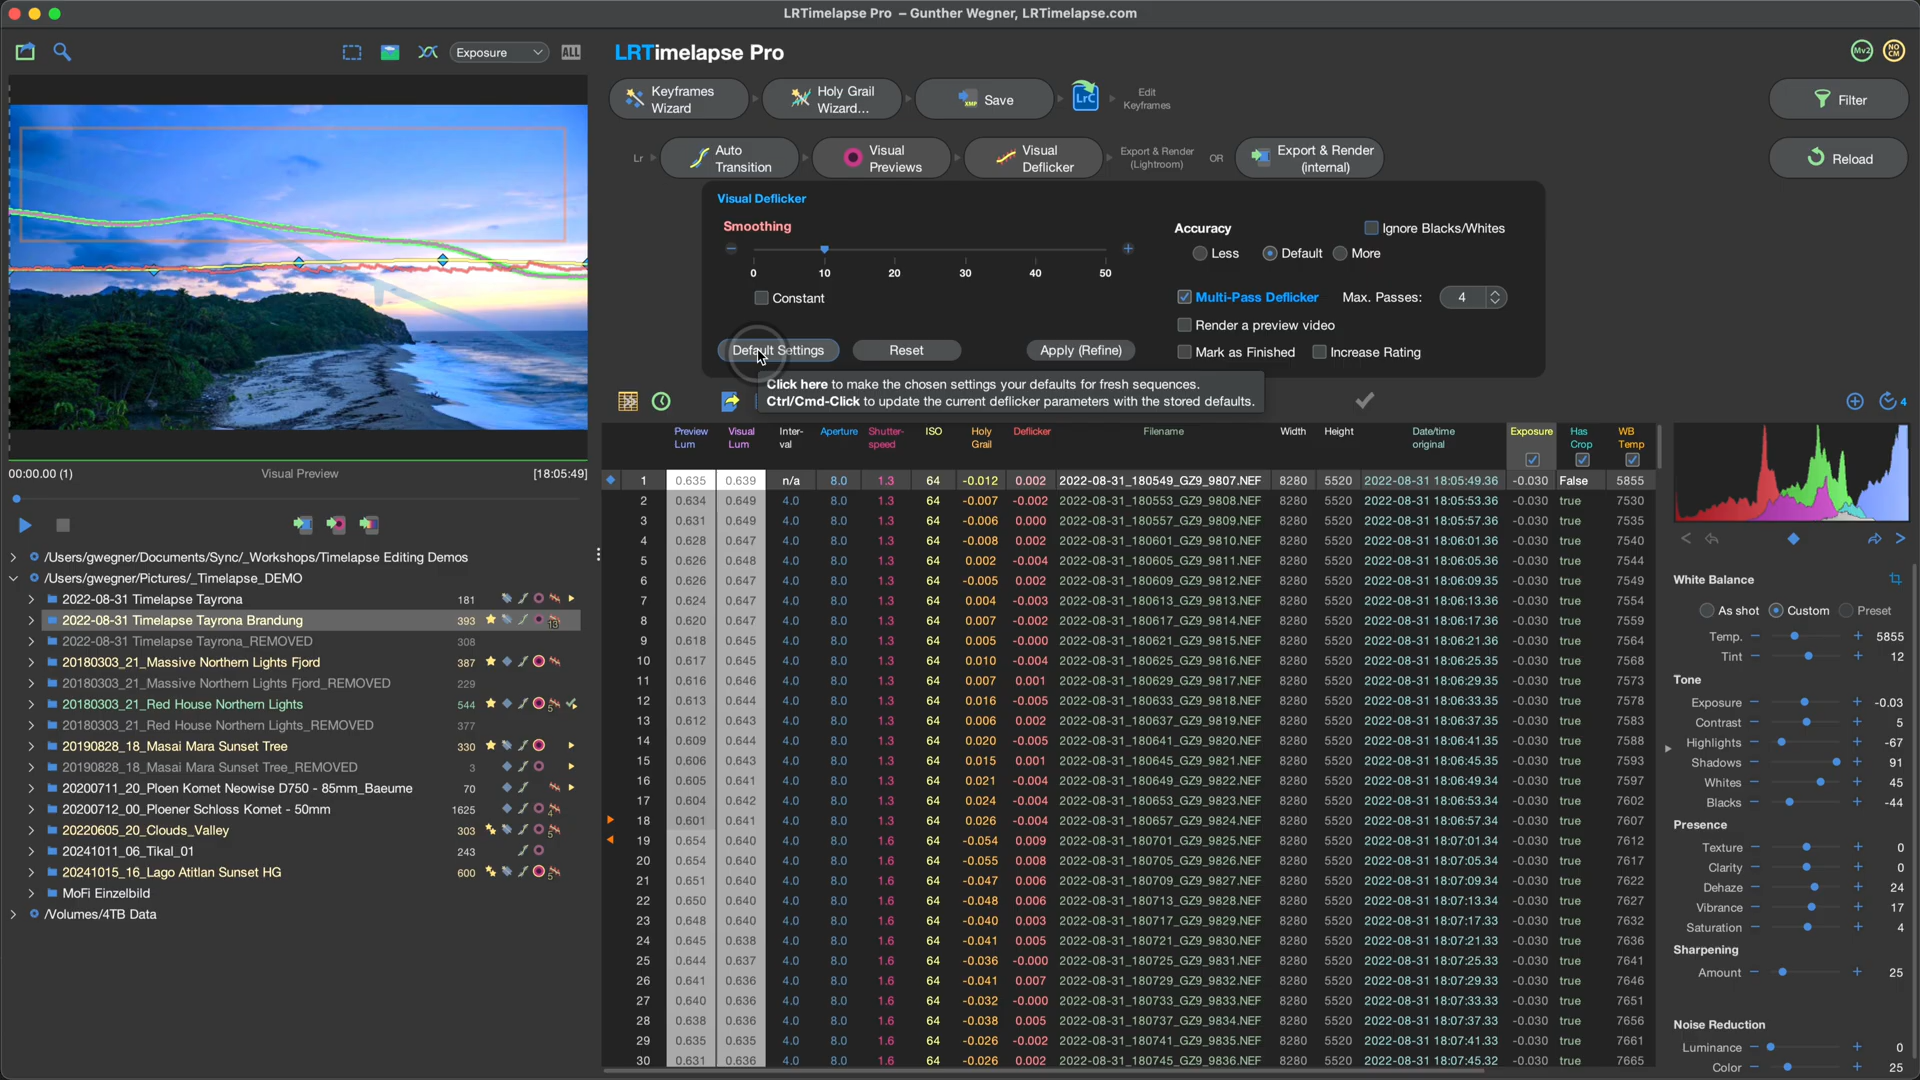 LRTimelapse Pro – Gunther Wegner, LRTimelapse.com
Exposure
ALL
LRTimelapse Pro
Mv2
NO CM
Keyframes Wizard
Holy Grail Wizard...
XMP
Save
LrC
Edit Keyframes
Filter
Lr
Auto Transition
Visual Previews
Visual Deflicker
Export & Render (Lightroom)
OR
Export & Render (internal)
Reload
Visual Deflicker
Smoothing
0 10 20 30 40 50
Constant
Accuracy
Ignore Blacks/Whites
Less Default More
Multi-Pass Deflicker Max. Passes: 4
Render a preview video
Mark as Finished Increase Rating
Default Settings Reset Apply (Refine)
Click here to make the chosen settings your defaults for fresh sequences.
Ctrl/Cmd-Click to update the current deflicker parameters with the stored defaults.
4
00:00.00 (1) Visual Preview [18:05:49]
/Users/gwegner/Documents/Sync/_Workshops/Timelapse Editing Demos
/Users/gwegner/Pictures/_Timelapse_DEMO
2022-08-31 Timelapse Tayrona 181
2022-08-31 Timelapse Tayrona Brandung 393 13
2022-08-31 Timelapse Tayrona_REMOVED 308
20180303_21_Massive Northern Lights Fjord 387
20180303_21_Massive Northern Lights Fjord_REMOVED 229
20180303_21_Red House Northern Lights 544 5
20180303_21_Red House Northern Lights_REMOVED 377
20190828_18_Masai Mara Sunset Tree 330
20190828_18_Masai Mara Sunset Tree_REMOVED 3
20200711_20_Ploen Komet Neowise D750 - 85mm_Baeume 70
20200712_00_Ploener Schloss Komet - 50mm 1625 4
20220605_20_Clouds_Valley 303 5
20241011_06_Tikal_01 243
20241015_16_Lago Atitlan Sunset HG 600 5
MoFi Einzelbild
/Volumes/4TB Data
Preview Lum Visual Lum Inter-val Aperture Shutter-speed ISO Holy Grail Deflicker Filename Width Height Date/time original Exposure Has Crop WB Temp
1 0.635 0.639 n/a 8.0 1.3 64 -0.012 0.002 2022-08-31_180549_GZ9_9807.NEF 8280 5520 2022-08-31 18:05:49.36 -0.030 False 5855
2 0.634 0.649 4.0 8.0 1.3 64 -0.007 -0.002 2022-08-31_180553_GZ9_9808.NEF 8280 5520 2022-08-31 18:05:53.36 -0.030 true 7530
3 0.631 0.649 4.0 8.0 1.3 64 -0.006 0.000 2022-08-31_180557_GZ9_9809.NEF 8280 5520 2022-08-31 18:05:57.36 -0.030 true 7535
4 0.628 0.647 4.0 8.0 1.3 64 -0.008 0.002 2022-08-31_180601_GZ9_9810.NEF 8280 5520 2022-08-31 18:06:01.36 -0.030 true 7540
5 0.626 0.648 4.0 8.0 1.3 64 0.002 -0.004 2022-08-31_180605_GZ9_9811.NEF 8280 5520 2022-08-31 18:06:05.36 -0.030 true 7544
6 0.626 0.647 4.0 8.0 1.3 64 -0.005 0.002 2022-08-31_180609_GZ9_9812.NEF 8280 5520 2022-08-31 18:06:09.35 -0.030 true 7549
7 0.624 0.647 4.0 8.0 1.3 64 0.004 -0.003 2022-08-31_180613_GZ9_9813.NEF 8280 5520 2022-08-31 18:06:13.36 -0.030 true 7554
8 0.620 0.647 4.0 8.0 1.3 64 0.007 -0.002 2022-08-31_180617_GZ9_9814.NEF 8280 5520 2022-08-31 18:06:17.36 -0.030 true 7559
9 0.618 0.645 4.0 8.0 1.3 64 0.005 -0.000 2022-08-31_180621_GZ9_9815.NEF 8280 5520 2022-08-31 18:06:21.36 -0.030 true 7564
10 0.617 0.645 4.0 8.0 1.3 64 0.010 -0.004 2022-08-31_180625_GZ9_9816.NEF 8280 5520 2022-08-31 18:06:25.35 -0.030 true 7568
11 0.616 0.646 4.0 8.0 1.3 64 0.007 0.001 2022-08-31_180629_GZ9_9817.NEF 8280 5520 2022-08-31 18:06:29.35 -0.030 true 7573
12 0.613 0.644 4.0 8.0 1.3 64 0.016 -0.005 2022-08-31_180633_GZ9_9818.NEF 8280 5520 2022-08-31 18:06:33.35 -0.030 true 7578
13 0.612 0.643 4.0 8.0 1.3 64 0.006 0.002 2022-08-31_180637_GZ9_9819.NEF 8280 5520 2022-08-31 18:06:37.35 -0.030 true 7583
14 0.609 0.644 4.0 8.0 1.3 64 0.020 -0.005 2022-08-31_180641_GZ9_9820.NEF 8280 5520 2022-08-31 18:06:41.35 -0.030 true 7588
15 0.606 0.643 4.0 8.0 1.3 64 0.015 0.001 2022-08-31_180645_GZ9_9821.NEF 8280 5520 2022-08-31 18:06:45.35 -0.030 true 7593
16 0.605 0.641 4.0 8.0 1.3 64 0.021 -0.004 2022-08-31_180649_GZ9_9822.NEF 8280 5520 2022-08-31 18:06:49.34 -0.030 true 7597
17 0.604 0.642 4.0 8.0 1.3 64 0.024 -0.004 2022-08-31_180653_GZ9_9823.NEF 8280 5520 2022-08-31 18:06:53.34 -0.030 true 7602
18 0.601 0.641 4.0 8.0 1.3 64 0.026 -0.004 2022-08-31_180657_GZ9_9824.NEF 8280 5520 2022-08-31 18:06:57.34 -0.030 true 7607
19 0.654 0.640 4.0 8.0 1.6 64 -0.054 0.009 2022-08-31_180701_GZ9_9825.NEF 8280 5520 2022-08-31 18:07:01.34 -0.030 true 7612
20 0.654 0.640 4.0 8.0 1.6 64 -0.055 0.008 2022-08-31_180705_GZ9_9826.NEF 8280 5520 2022-08-31 18:07:05.34 -0.030 true 7617
21 0.651 0.640 4.0 8.0 1.6 64 -0.047 0.006 2022-08-31_180709_GZ9_9827.NEF 8280 5520 2022-08-31 18:07:09.34 -0.030 true 7622
22 0.650 0.640 4.0 8.0 1.6 64 -0.048 0.006 2022-08-31_180713_GZ9_9828.NEF 8280 5520 2022-08-31 18:07:13.34 -0.030 true 7627
23 0.648 0.640 4.0 8.0 1.6 64 -0.040 0.003 2022-08-31_180717_GZ9_9829.NEF 8280 5520 2022-08-31 18:07:17.33 -0.030 true 7632
24 0.645 0.638 4.0 8.0 1.6 64 -0.041 0.005 2022-08-31_180721_GZ9_9830.NEF 8280 5520 2022-08-31 18:07:21.33 -0.030 true 7636
25 0.644 0.637 4.0 8.0 1.6 64 -0.036 -0.000 2022-08-31_180725_GZ9_9831.NEF 8280 5520 2022-08-31 18:07:25.33 -0.030 true 7641
26 0.641 0.636 4.0 8.0 1.6 64 -0.041 0.007 2022-08-31_180729_GZ9_9832.NEF 8280 5520 2022-08-31 18:07:29.33 -0.030 true 7646
27 0.640 0.636 4.0 8.0 1.6 64 -0.032 -0.000 2022-08-31_180733_GZ9_9833.NEF 8280 5520 2022-08-31 18:07:33.33 -0.030 true 7651
28 0.638 0.636 4.0 8.0 1.6 64 -0.038 0.005 2022-08-31_180737_GZ9_9834.NEF 8280 5520 2022-08-31 18:07:37.33 -0.030 true 7656
29 0.635 0.635 4.0 8.0 1.6 64 -0.026 -0.002 2022-08-31_180741_GZ9_9835.NEF 8280 5520 2022-08-31 18:07:41.33 -0.030 true 7661
30 0.631 0.636 4.0 8.0 1.6 64 -0.026 0.002 2022-08-31_180745_GZ9_9836.NEF 8280 5520 2022-08-31 18:07:45.32 -0.030 true 7665
White Balance
As shot Custom Preset
Temp. 5855
Tint 12
Tone
Exposure -0.03
Contrast 5
Highlights -67
Shadows 91
Whites 45
Blacks -44
Presence
Texture 0
Clarity 0
Dehaze 24
Vibrance 17
Saturation 4
Sharpening
Amount 25
Noise Reduction
Luminance 0
Color 25